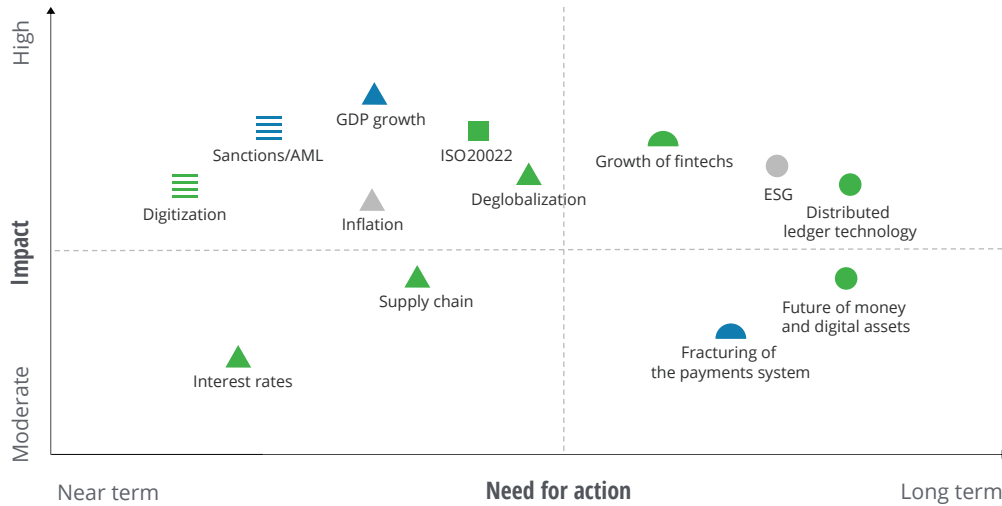 High
GDP growth
Sanctions/AML
ISO20022
Growth of fintechs
ESG
Digitization
Inflation
Deglobalization
Distributed
ledger technology
Impact
Supply chain
Future of money
and digital assets
Interest rates
Fracturing of
the payments system
Moderate
Near term
Need for action
Long term